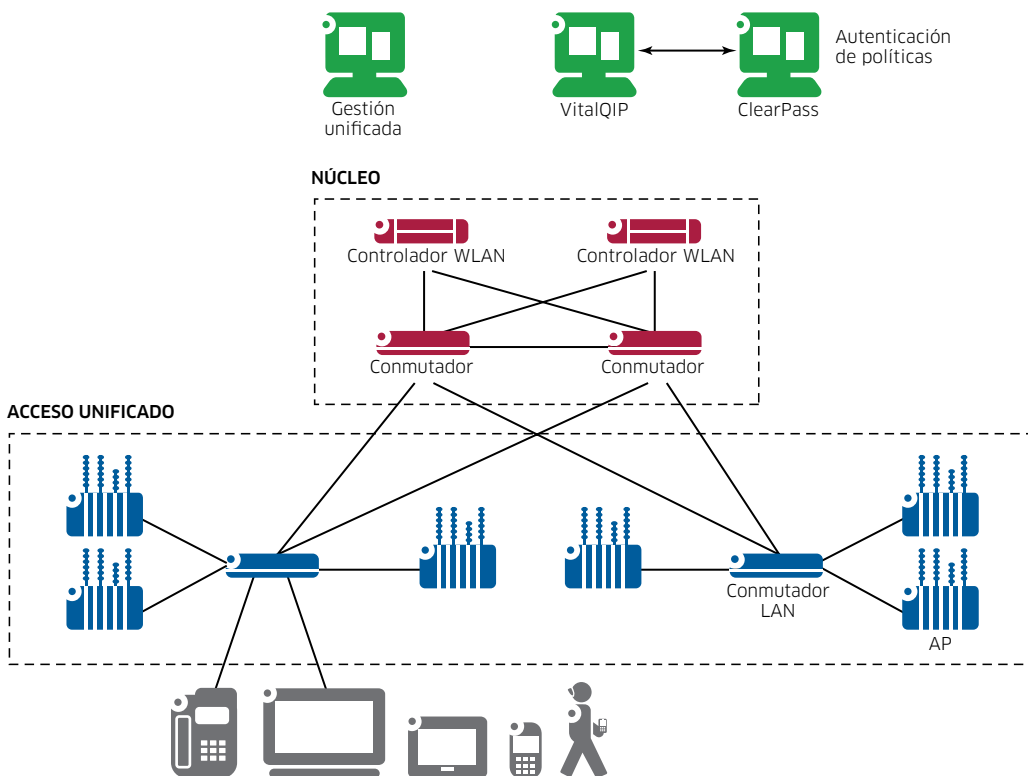 Autenticación
de políticas
Gestión
unificada
VitalQIP
ClearPass
NÚCLEO
Controlador WLAN
Controlador WLAN
Conmutador
Conmutador
ACCESO UNIFICADO
Conmutador
LAN
AP